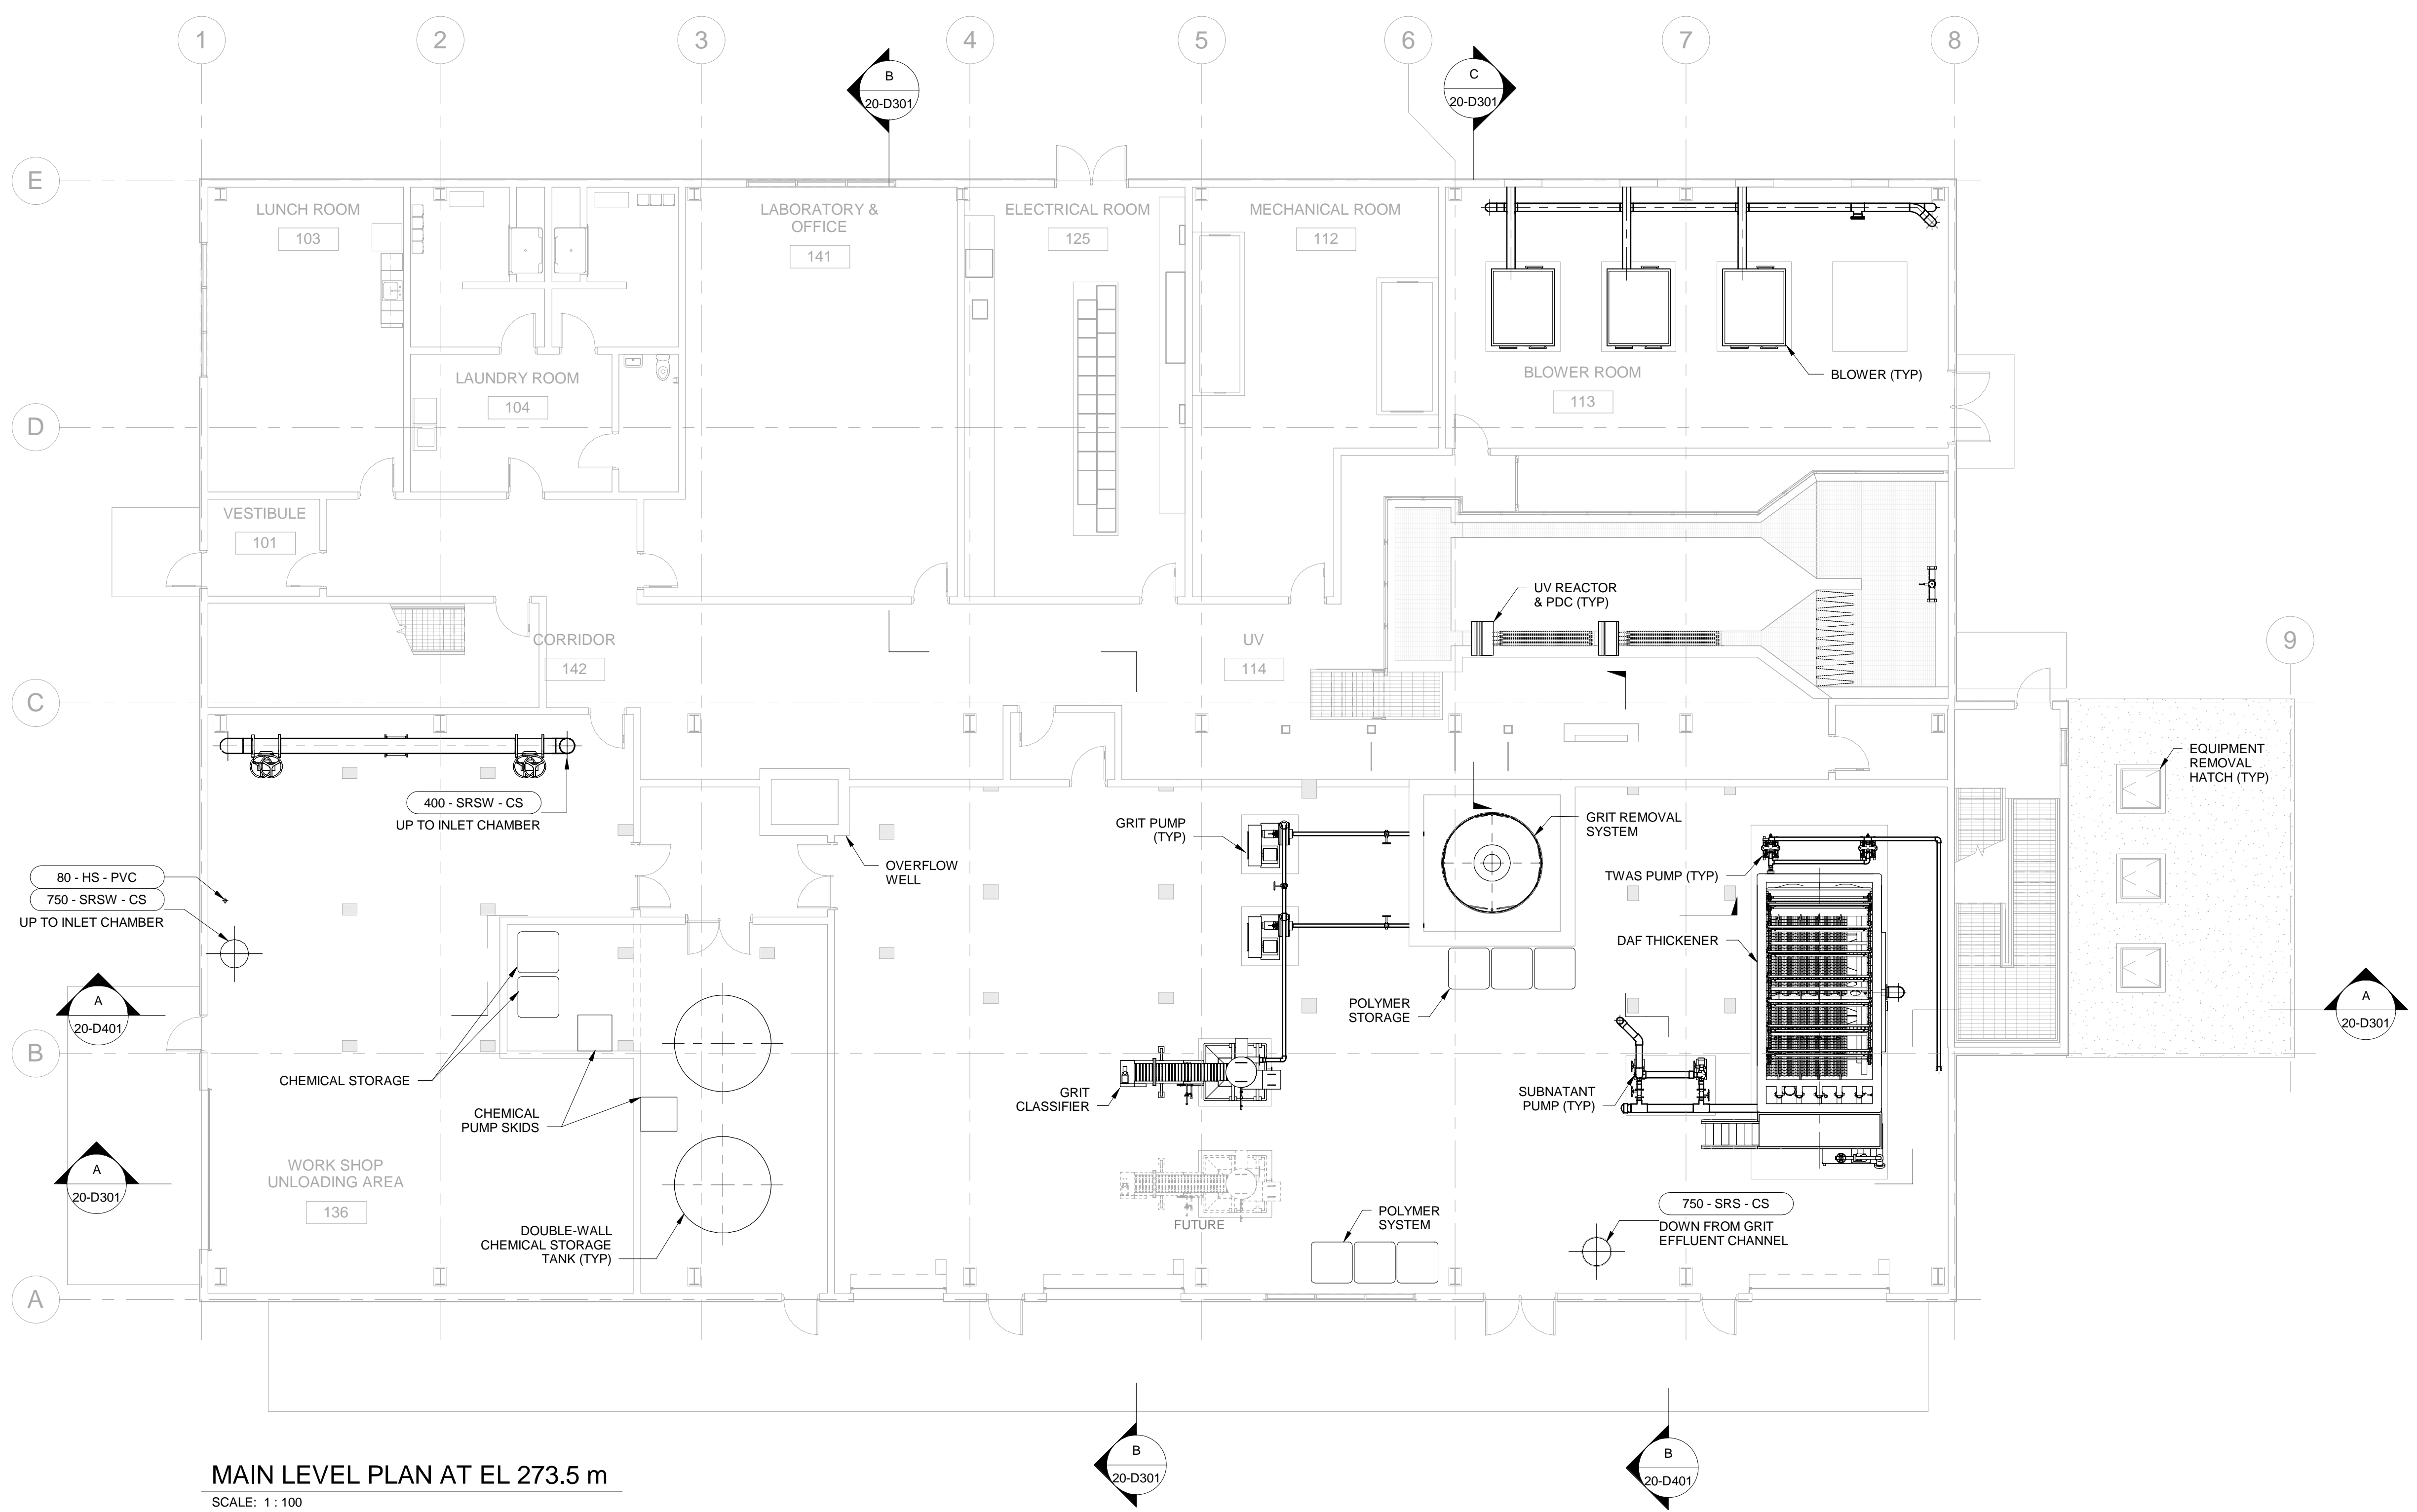 1
2
3
4
5
6
7
8
B
20-D301
C
20-D301
E
LUNCH ROOM
103
LABORATORY &
OFFICE
141
ELECTRICAL ROOM
125
MECHANICAL ROOM
112
BLOWER ROOM
113
BLOWER (TYP)
LAUNDRY ROOM
104
D
VESTIBULE
101
UV REACTOR
& PDC (TYP)
CORRIDOR
142
UV
114
9
C
400 - SRSW - CS
UP TO INLET CHAMBER
EQUIPMENT
REMOVAL
HATCH (TYP)
GRIT PUMP
(TYP)
GRIT REMOVAL
SYSTEM
OVERFLOW
WELL
TWAS PUMP (TYP)
80 - HS - PVC
750 - SRSW - CS
UP TO INLET CHAMBER
DAF THICKENER
A
20-D401
POLYMER
STORAGE
A
20-D301
B
CHEMICAL STORAGE
GRIT
CLASSIFIER
SUBNATANT
PUMP (TYP)
CHEMICAL
PUMP SKIDS
A
20-D301
WORK SHOP
UNLOADING AREA
136
DOUBLE-WALL
CHEMICAL STORAGE
TANK (TYP)
FUTURE
POLYMER
SYSTEM
750 - SRS - CS
DOWN FROM GRIT
EFFLUENT CHANNEL
A
B
20-D301
B
20-D401
MAIN LEVEL PLAN AT EL 273.5 m
SCALE: 1 : 100